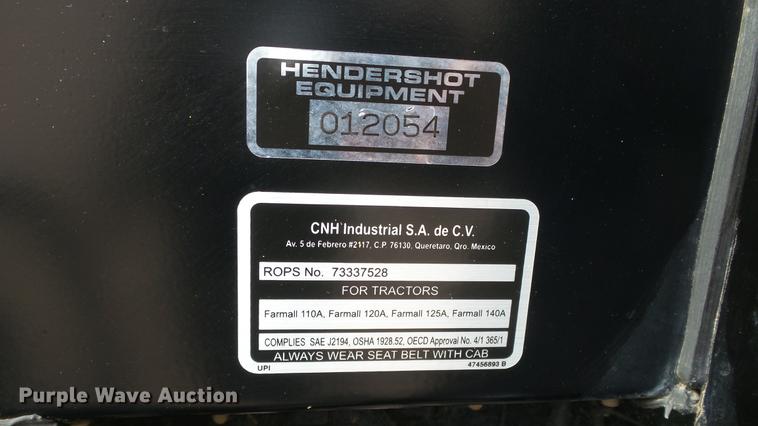 HENDERSHOT
EQUIPMENT
012054
CNH Industrial S.A. de C.V.
Av. 5 de Febrero #2117, C.P. 76130, Queretaro, Qro. Mexico
ROPS No. 73337528
FOR TRACTORS
Farmall 110A, Farmall 120A, Farmall 125A, Farmall 140A
COMPLIES SAE J2194, OSHA 1928.52, OECD Approval No. 4/1 365/1
ALWAYS WEAR SEAT BELT WITH CAB
UPI 47456893 B
Purple Wave Auction